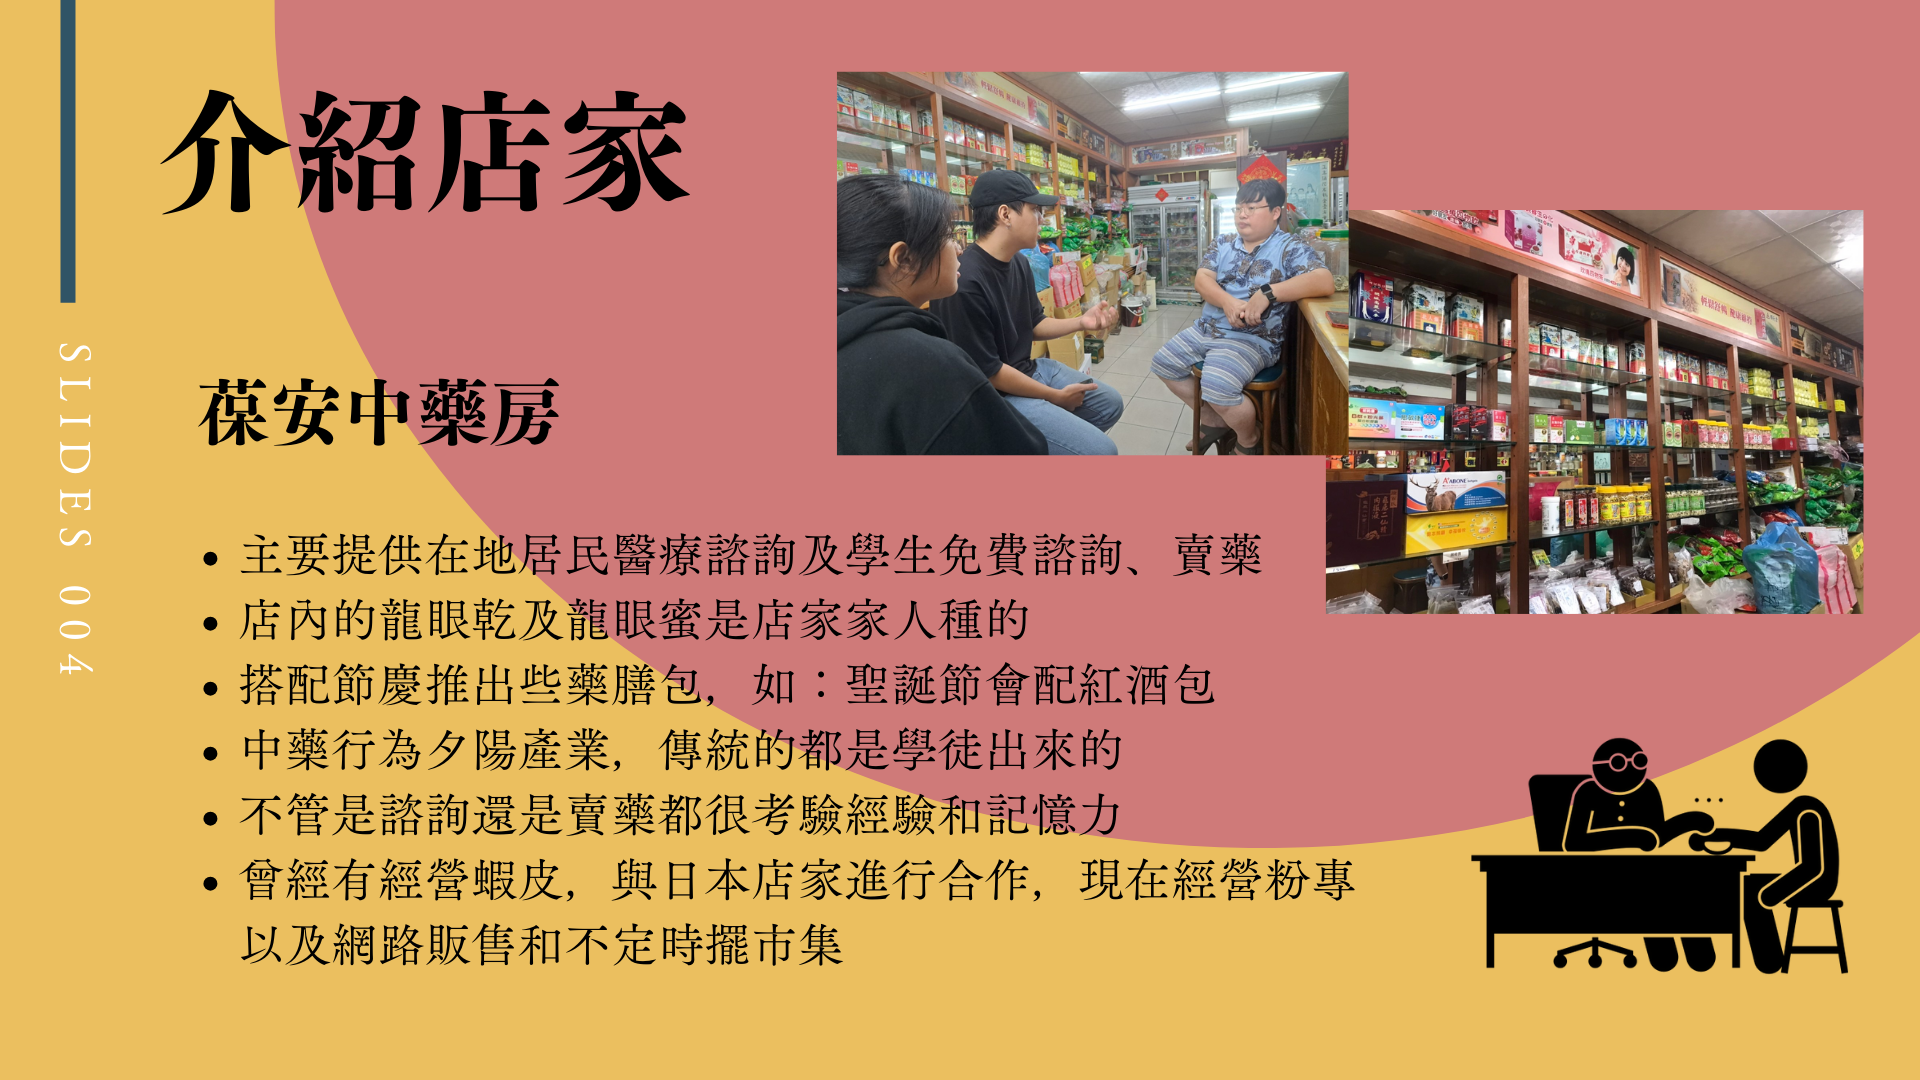 介紹店家
SLIDES 004
葆安中藥房
主要提供在地居民醫療諮詢及學生免費諮詢、賣藥
店內的龍眼乾及龍眼蜜是店家家人種的
搭配節慶推出些藥膳包，如：聖誕節會配紅酒包
中藥行為夕陽產業，傳統的都是學徒出來的
不管是諮詢還是賣藥都很考驗經驗和記憶力
曾經有經營蝦皮，與日本店家進行合作，現在經營粉專
以及網路販售和不定時擺市集
A⁺ABONE